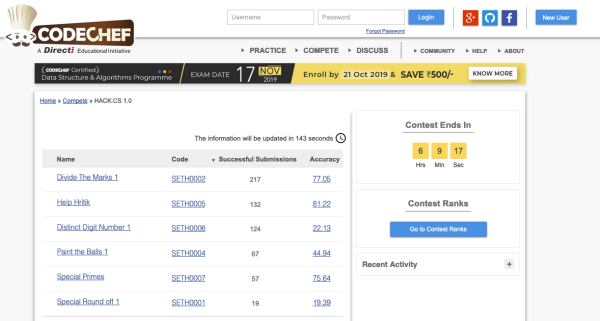 CODECHEF
A Directi Educational Initiative
Username Password Login New User
Forgot Password
PRACTICE COMPETE DISCUSS COMMUNITY HELP ABOUT
CODECHEF Certified
Data Structure & Algorithms Programme EXAM DATE 17 NOV 2019 Enroll by 21 Oct 2019 & SAVE ₹500/- KNOW MORE
Home » Compete » HACK.CS 1.0
The information will be updated in 143 seconds
Name Code Successful Submissions Accuracy
Divide The Marks 1 SETH0002 217 77.05
Help Hritik SETH0005 132 81.22
Distinct Digit Number 1 SETH0006 124 22.13
Paint the Balls 1 SETH0004 67 44.94
Special Primes SETH0007 57 75.64
Special Round off 1 SETH0001 19 19.39
Contest Ends In
6 9 17
Hrs Min Sec
Contest Ranks
Go to Contest Ranks
Recent Activity +